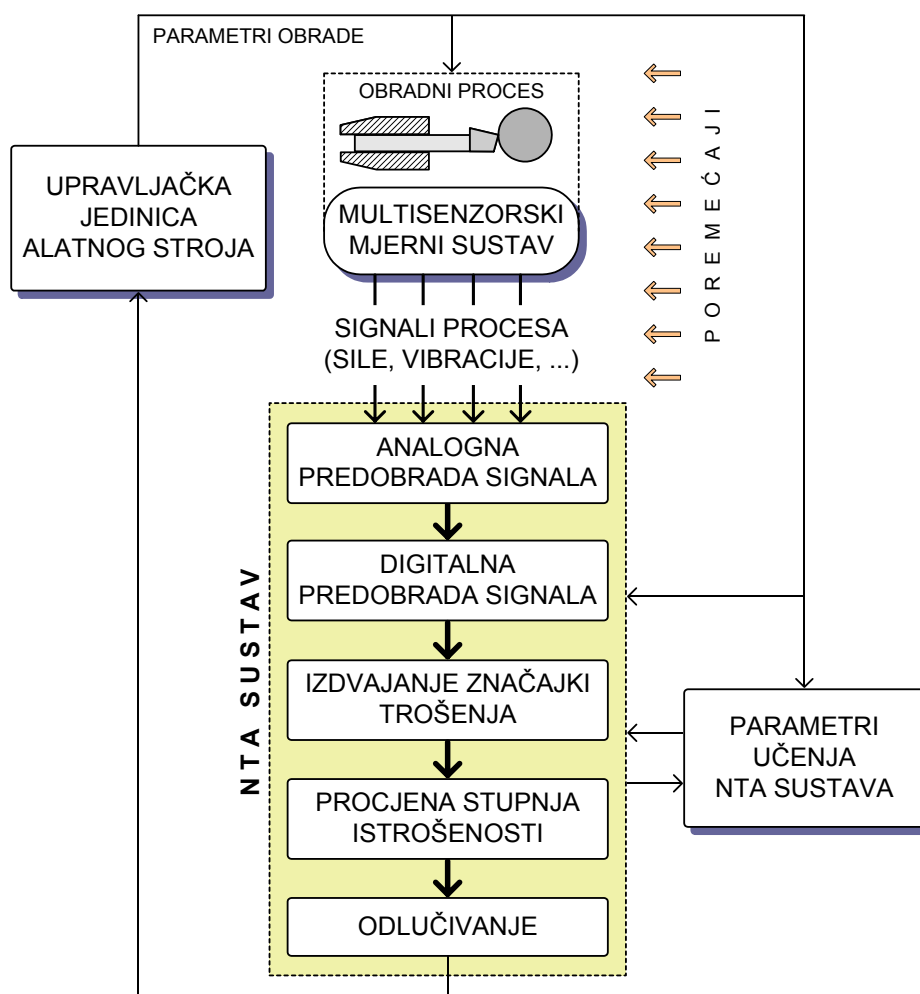 PARAMETRI OBRADE
OBRADNI PROCES
UPRAVLJAČKA
JEDINICA
ALATNOG STROJA
MULTISENZORSKI
MJERNI SUSTAV
POREMEĆAJI
SIGNALI PROCESA
(SILE, VIBRACIJE, ...)
NTA SUSTAV
ANALOGNA
PREDOBRADA SIGNALA
DIGITALNA
PREDOBRADA SIGNALA
IZDVAJANJE ZNAČAJKI
TROŠENJA
PROCJENA STUPNJA
ISTROŠENOSTI
ODLUČIVANJE
PARAMETRI
UČENJA
NTA SUSTAVA